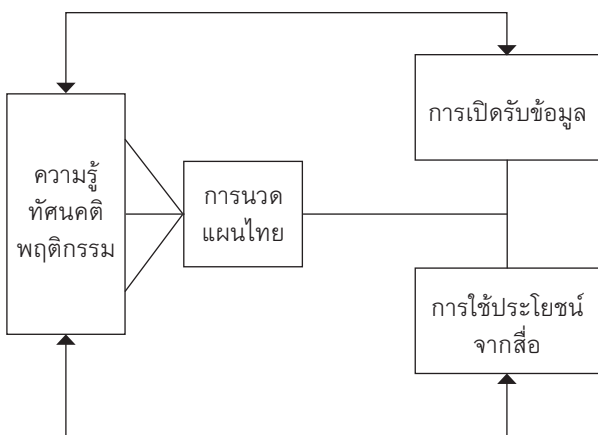 การเปิดรับข้อมูล
ความรู้
ทัศนคติ
พฤติกรรม
การนวด
แผนไทย
การใช้ประโยชน์
จากสื่อ